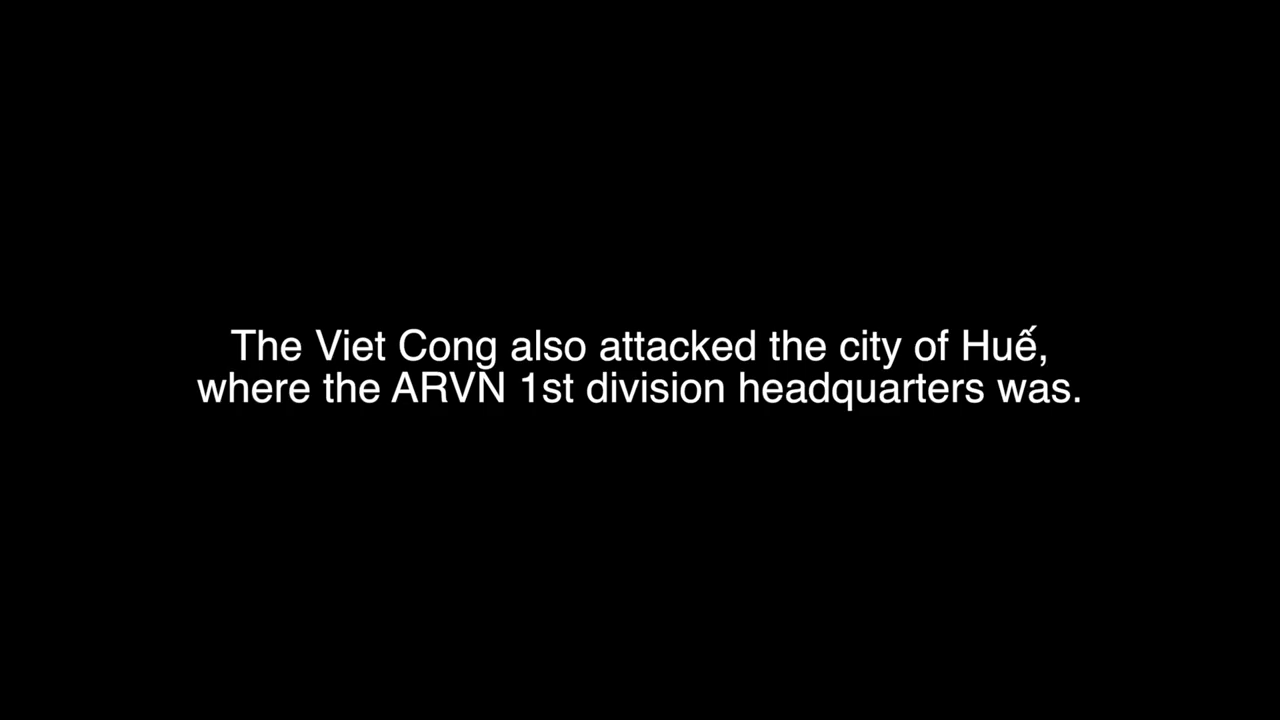 The Viet Cong also attacked the city of Huế,
where the ARVN 1st division headquarters was.